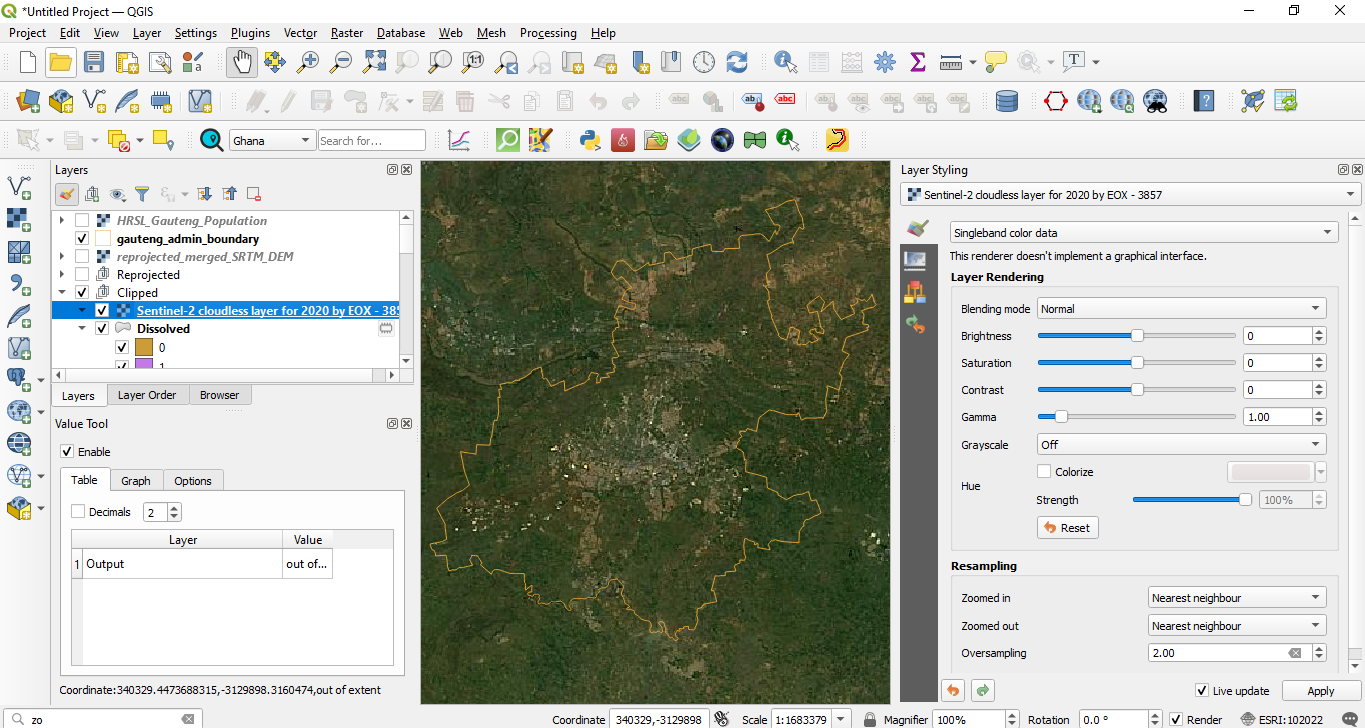 *Untitled Project — QGIS
Project Edit View Layer Settings Plugins Vector Raster Database Web Mesh Processing Help
Ghana Search for...
Layers
HRSL_Gauteng_Population
gauteng_admin_boundary
reprojected_merged_SRTM_DEM
Reprojected
Clipped
Sentinel-2 cloudless layer for 2020 by EOX - 385
Dissolved
0
1
Layers Layer Order Browser
Value Tool
Enable
Table Graph Options
Decimals 2
Layer Value
1 Output out of...
Coordinate:340329.4473688315,-3129898.3160474,out of extent
Layer Styling
Sentinel-2 cloudless layer for 2020 by EOX - 3857
Singleband color data
This renderer doesn't implement a graphical interface.
Layer Rendering
Blending mode Normal
Brightness 0
Saturation 0
Contrast 0
Gamma 1.00
Grayscale Off
Hue Colorize
Strength 100%
Reset
Resampling
Zoomed in Nearest neighbour
Zoomed out Nearest neighbour
Oversampling 2.00
Live update Apply
zo Coordinate 340329,-3129898 Scale 1:1683379 Magnifier 100% Rotation 0.0 ° Render ESRI:102022